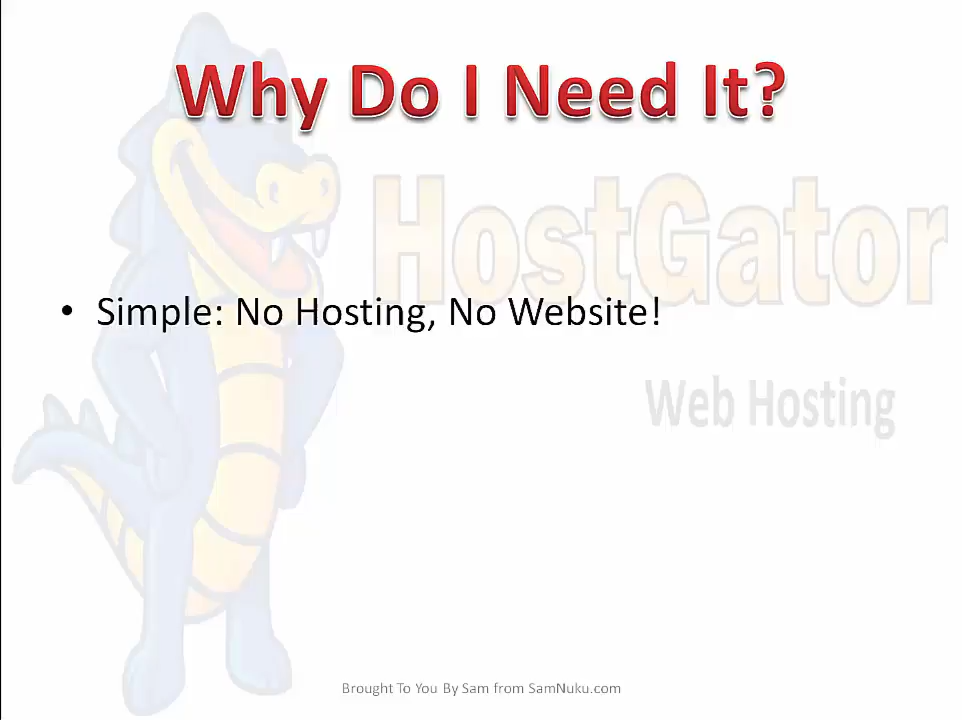 Why Do I Need It?
HostGator
• Simple: No Hosting, No Website!
Web Hosting
Brought To You By Sam from SamNuku.com